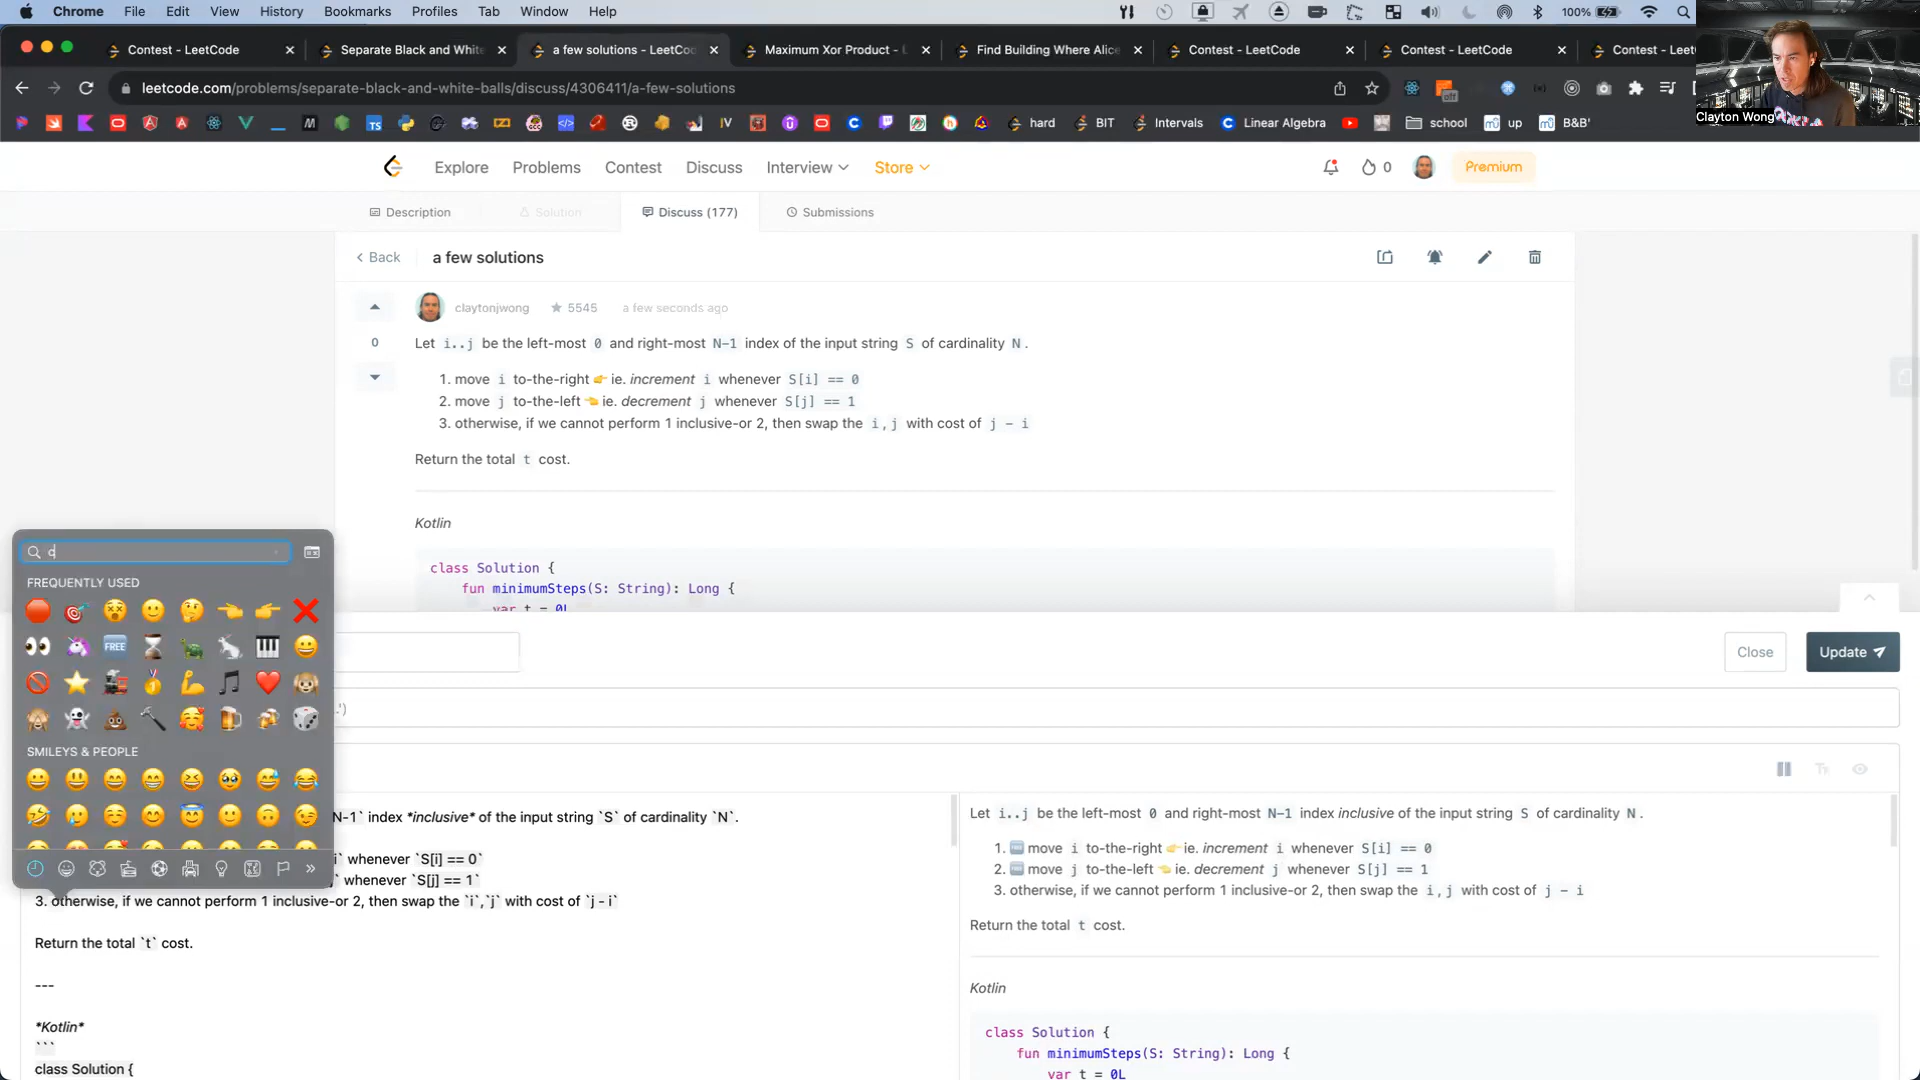 Chrome File Edit View History Bookmarks Profiles Tab Window Help 100%
Contest - LeetCode Separate Black and White a few solutions - LeetCo Maximum Xor Product - L Find Building Where Alice Contest - LeetCode Contest - LeetCode Contest - LeetC
leetcode.com/problems/separate-black-and-white-balls/discuss/4306411/a-few-solutions
off
Clayton Wong
IV hard BIT Intervals Linear Algebra school up B&B'
Explore Problems Contest Discuss Interview Store 0 Premium
Description Solution Discuss (177) Submissions
Back a few solutions
claytonjwong 5545 a few seconds ago
0
Let i..j be the left-most 0 and right-most N-1 index of the input string S of cardinality N.
1. move i to-the-right 👉 ie. increment i whenever S[i] == 0
2. move j to-the-left 👈 ie. decrement j whenever S[j] == 1
3. otherwise, if we cannot perform 1 inclusive-or 2, then swap the i,j with cost of j - i
Return the total t cost.
Kotlin
class Solution {
fun minimumSteps(S: String): Long {
var t = 0L
c
FREQUENTLY USED
FREE
SMILEYS & PEOPLE
Close Update
.')
N-1` index *inclusive* of the input string `S` of cardinality `N`.
i` whenever `S[i] == 0`
j` whenever `S[j] == 1`
3. otherwise, if we cannot perform 1 inclusive-or 2, then swap the `i`,`j` with cost of `j - i`
Return the total `t` cost.
---
*Kotlin*
```
class Solution {
Let i..j be the left-most 0 and right-most N-1 index inclusive of the input string S of cardinality N.
1. move i to-the-right 👉 ie. increment i whenever S[i] == 0
2. move j to-the-left 👈 ie. decrement j whenever S[j] == 1
3. otherwise, if we cannot perform 1 inclusive-or 2, then swap the i,j with cost of j - i
Return the total t cost.
Kotlin
class Solution {
fun minimumSteps(S: String): Long {
var t = 0L